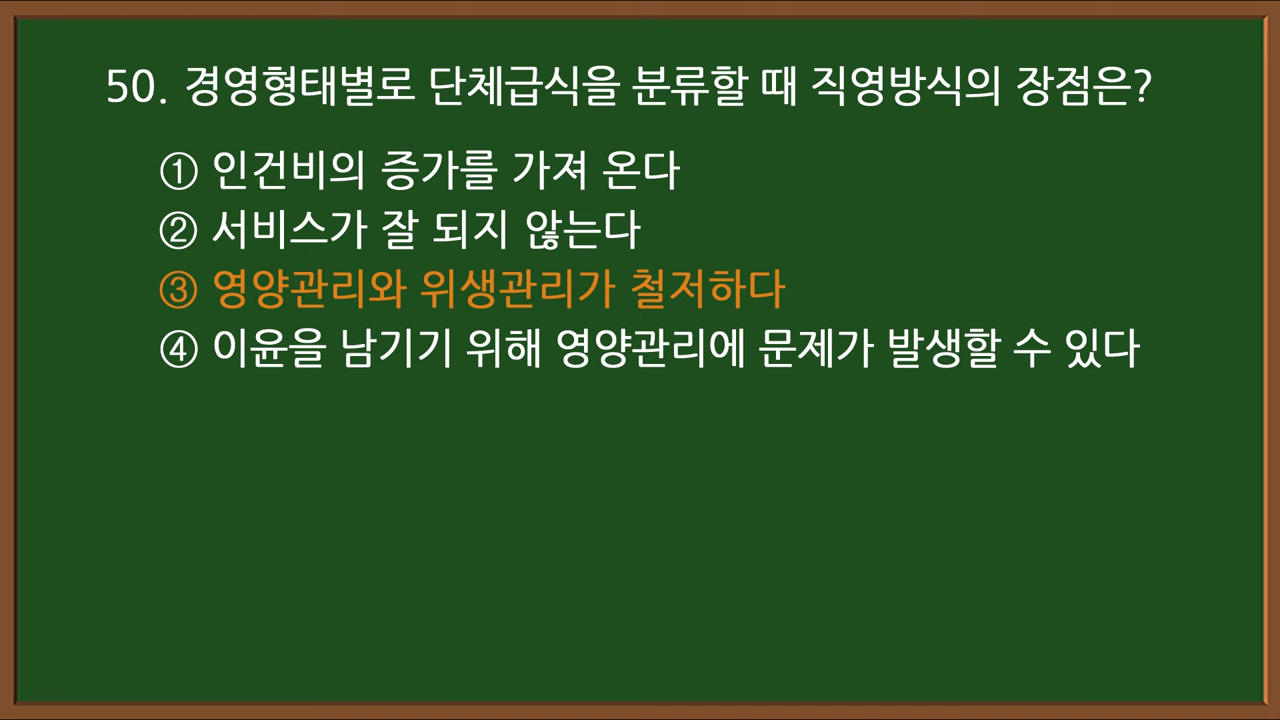 50. 경영형태별로 단체급식을 분류할 때 직영방식의 장점은?
① 인건비의 증가를 가져 온다
② 서비스가 잘 되지 않는다
③ 영양관리와 위생관리가 철저하다
④ 이윤을 남기기 위해 영양관리에 문제가 발생할 수 있다